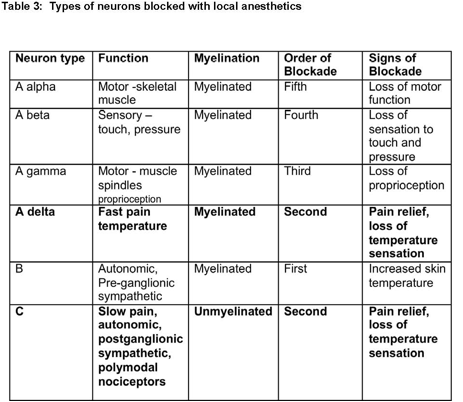 Table 3:  Types of neurons blocked with local anesthetics
Neuron type Function Myelination Order of Blockade Signs of Blockade
A alpha Motor -skeletal muscle Myelinated Fifth Loss of motor function
A beta Sensory – touch, pressure Myelinated Fourth Loss of sensation to touch and pressure
A gamma Motor - muscle spindles proprioception Myelinated Third Loss of proprioception
A delta Fast pain temperature Myelinated Second Pain relief, loss of temperature sensation
B Autonomic, Pre-ganglionic sympathetic Myelinated First Increased skin temperature
C Slow pain, autonomic, postganglionic sympathetic, polymodal nociceptors Unmyelinated Second Pain relief, loss of temperature sensation